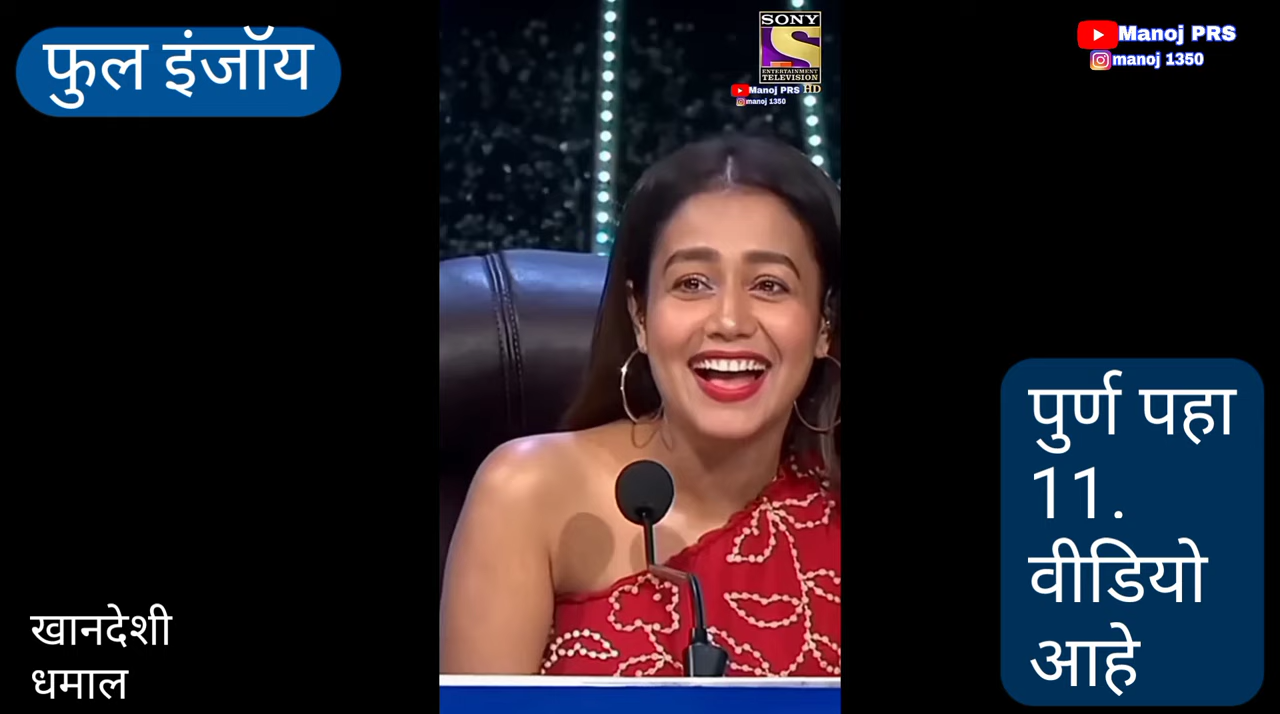 फुल इंजॉय
SONY
ENTERTAINMENT
TELEVISION
HD
Manoj PRS
manoj 1350
Manoj PRS
manoj 1350
पुर्ण पहा
11.
वीडियो
आहे
खानदेशी
धमाल